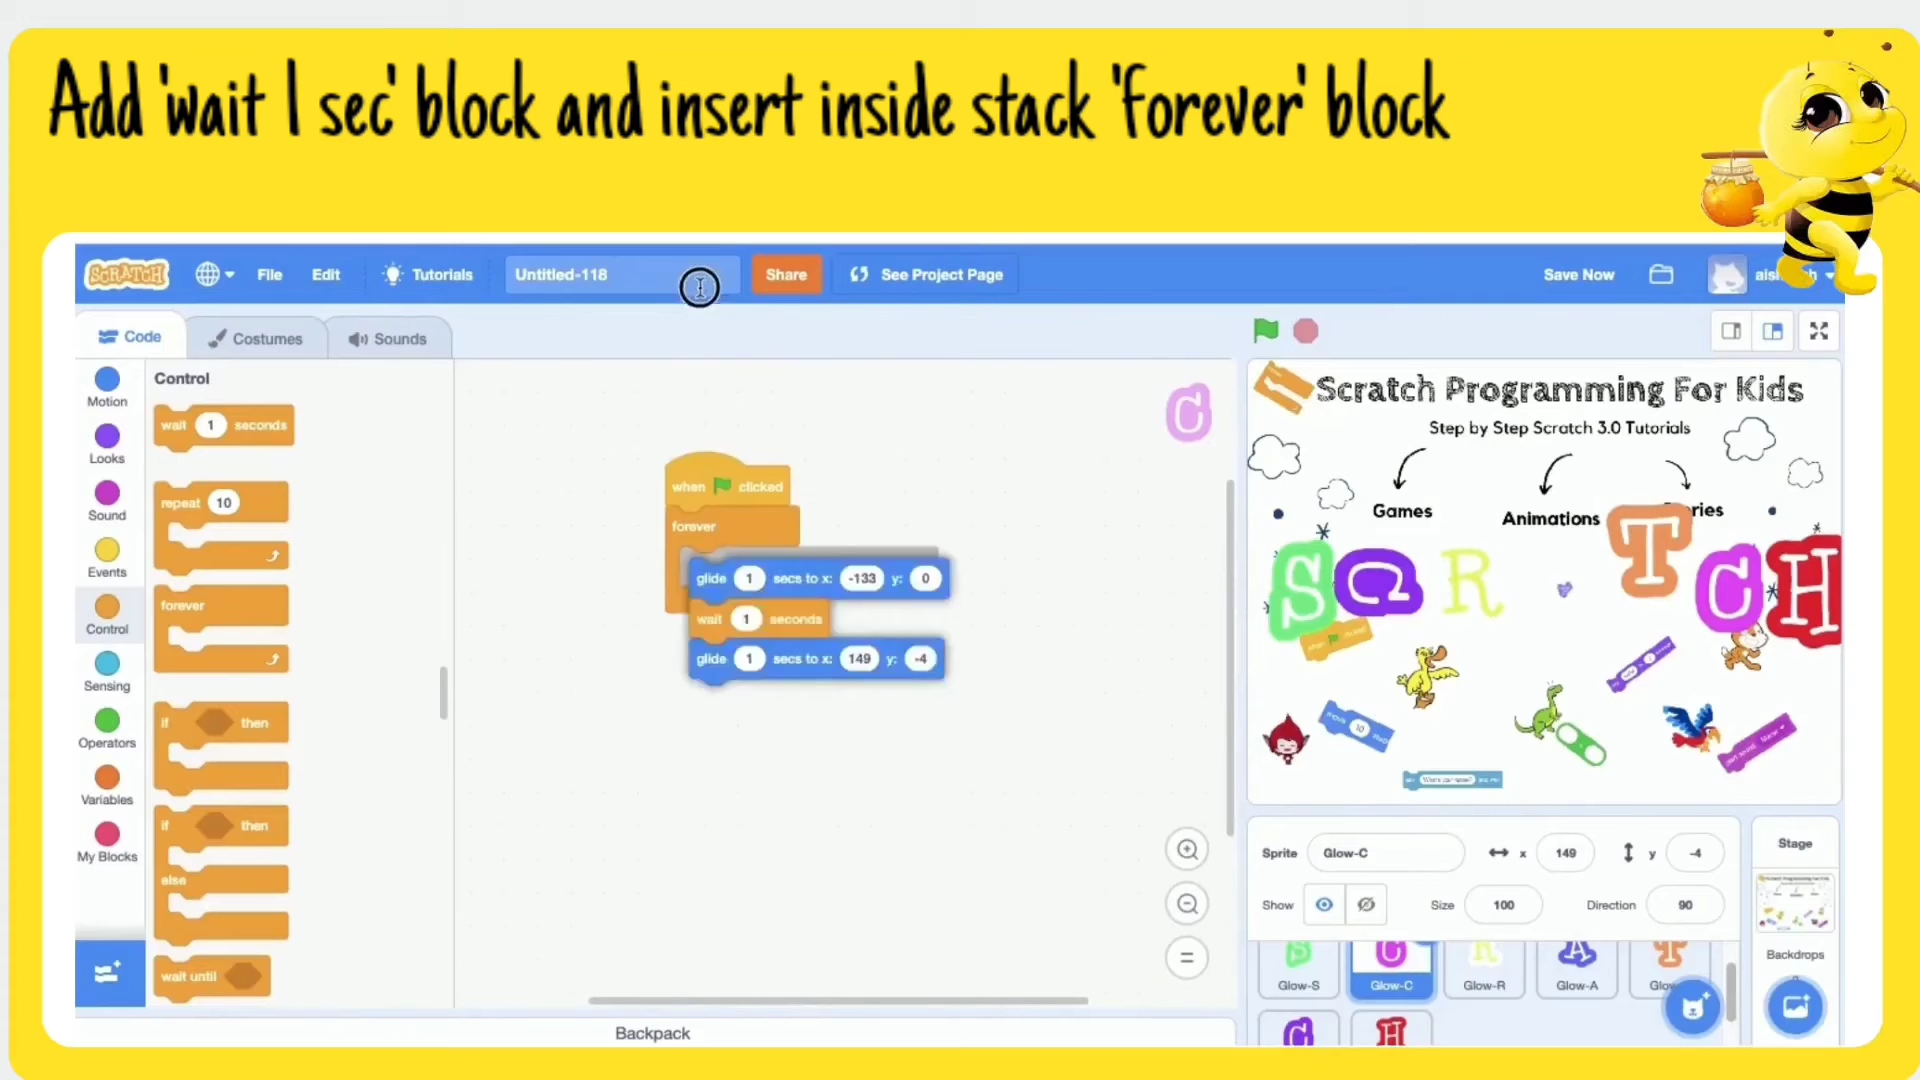 Add 'wait 1 sec' block and insert inside stack 'forever' block
SCRATCH
File
Edit
Tutorials
Untitled-118
Share
See Project Page
Save Now
Code
Costumes
Sounds
Motion
Looks
Sound
Events
Control
Sensing
Operators
Variables
My Blocks
Control
wait 1 seconds
repeat 10
forever
if then
if then
else
wait until
when clicked
forever
glide 1 secs to x: -133 y: 0
wait 1 seconds
glide 1 secs to x: 149 y: -4
C
Backpack
Scratch Programming For Kids
Step by Step Scratch 3.0 Tutorials
Games
Animations
S R T C H
Sprite Glow-C x 149 y -4
Show Size 100 Direction 90
Stage
Backdrops
S C R A T
Glow-S
Glow-C
Glow-R
Glow-A
C H